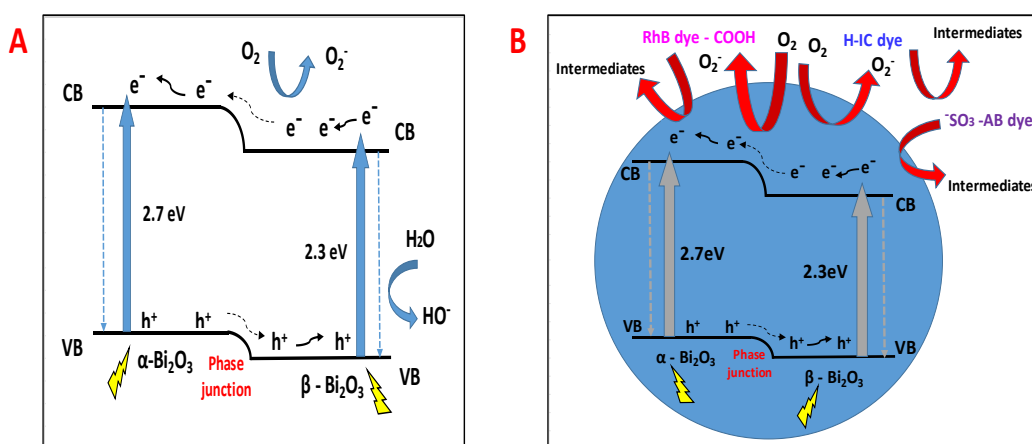 A
O₂ O₂⁻
CB e⁻ e⁻
e⁻ e⁻ e⁻
CB
2.7 eV
2.3 eV
H₂O
HO⁻
VB h⁺ h⁺
h⁺ h⁺
VB
α-Bi₂O₃
Phase
junction
β - Bi₂O₃
B
RhB dye - COOH
O₂ O₂
H-IC dye
Intermediates
Intermediates
O₂⁻
O₂⁻
⁻SO₃ -AB dye
Intermediates
e⁻ e⁻
CB
e⁻ e⁻ e⁻
CB
2.7eV
2.3eV
VB
h⁺ h⁺
h⁺ h⁺
VB
α - Bi₂O₃
Phase
junction
β - Bi₂O₃